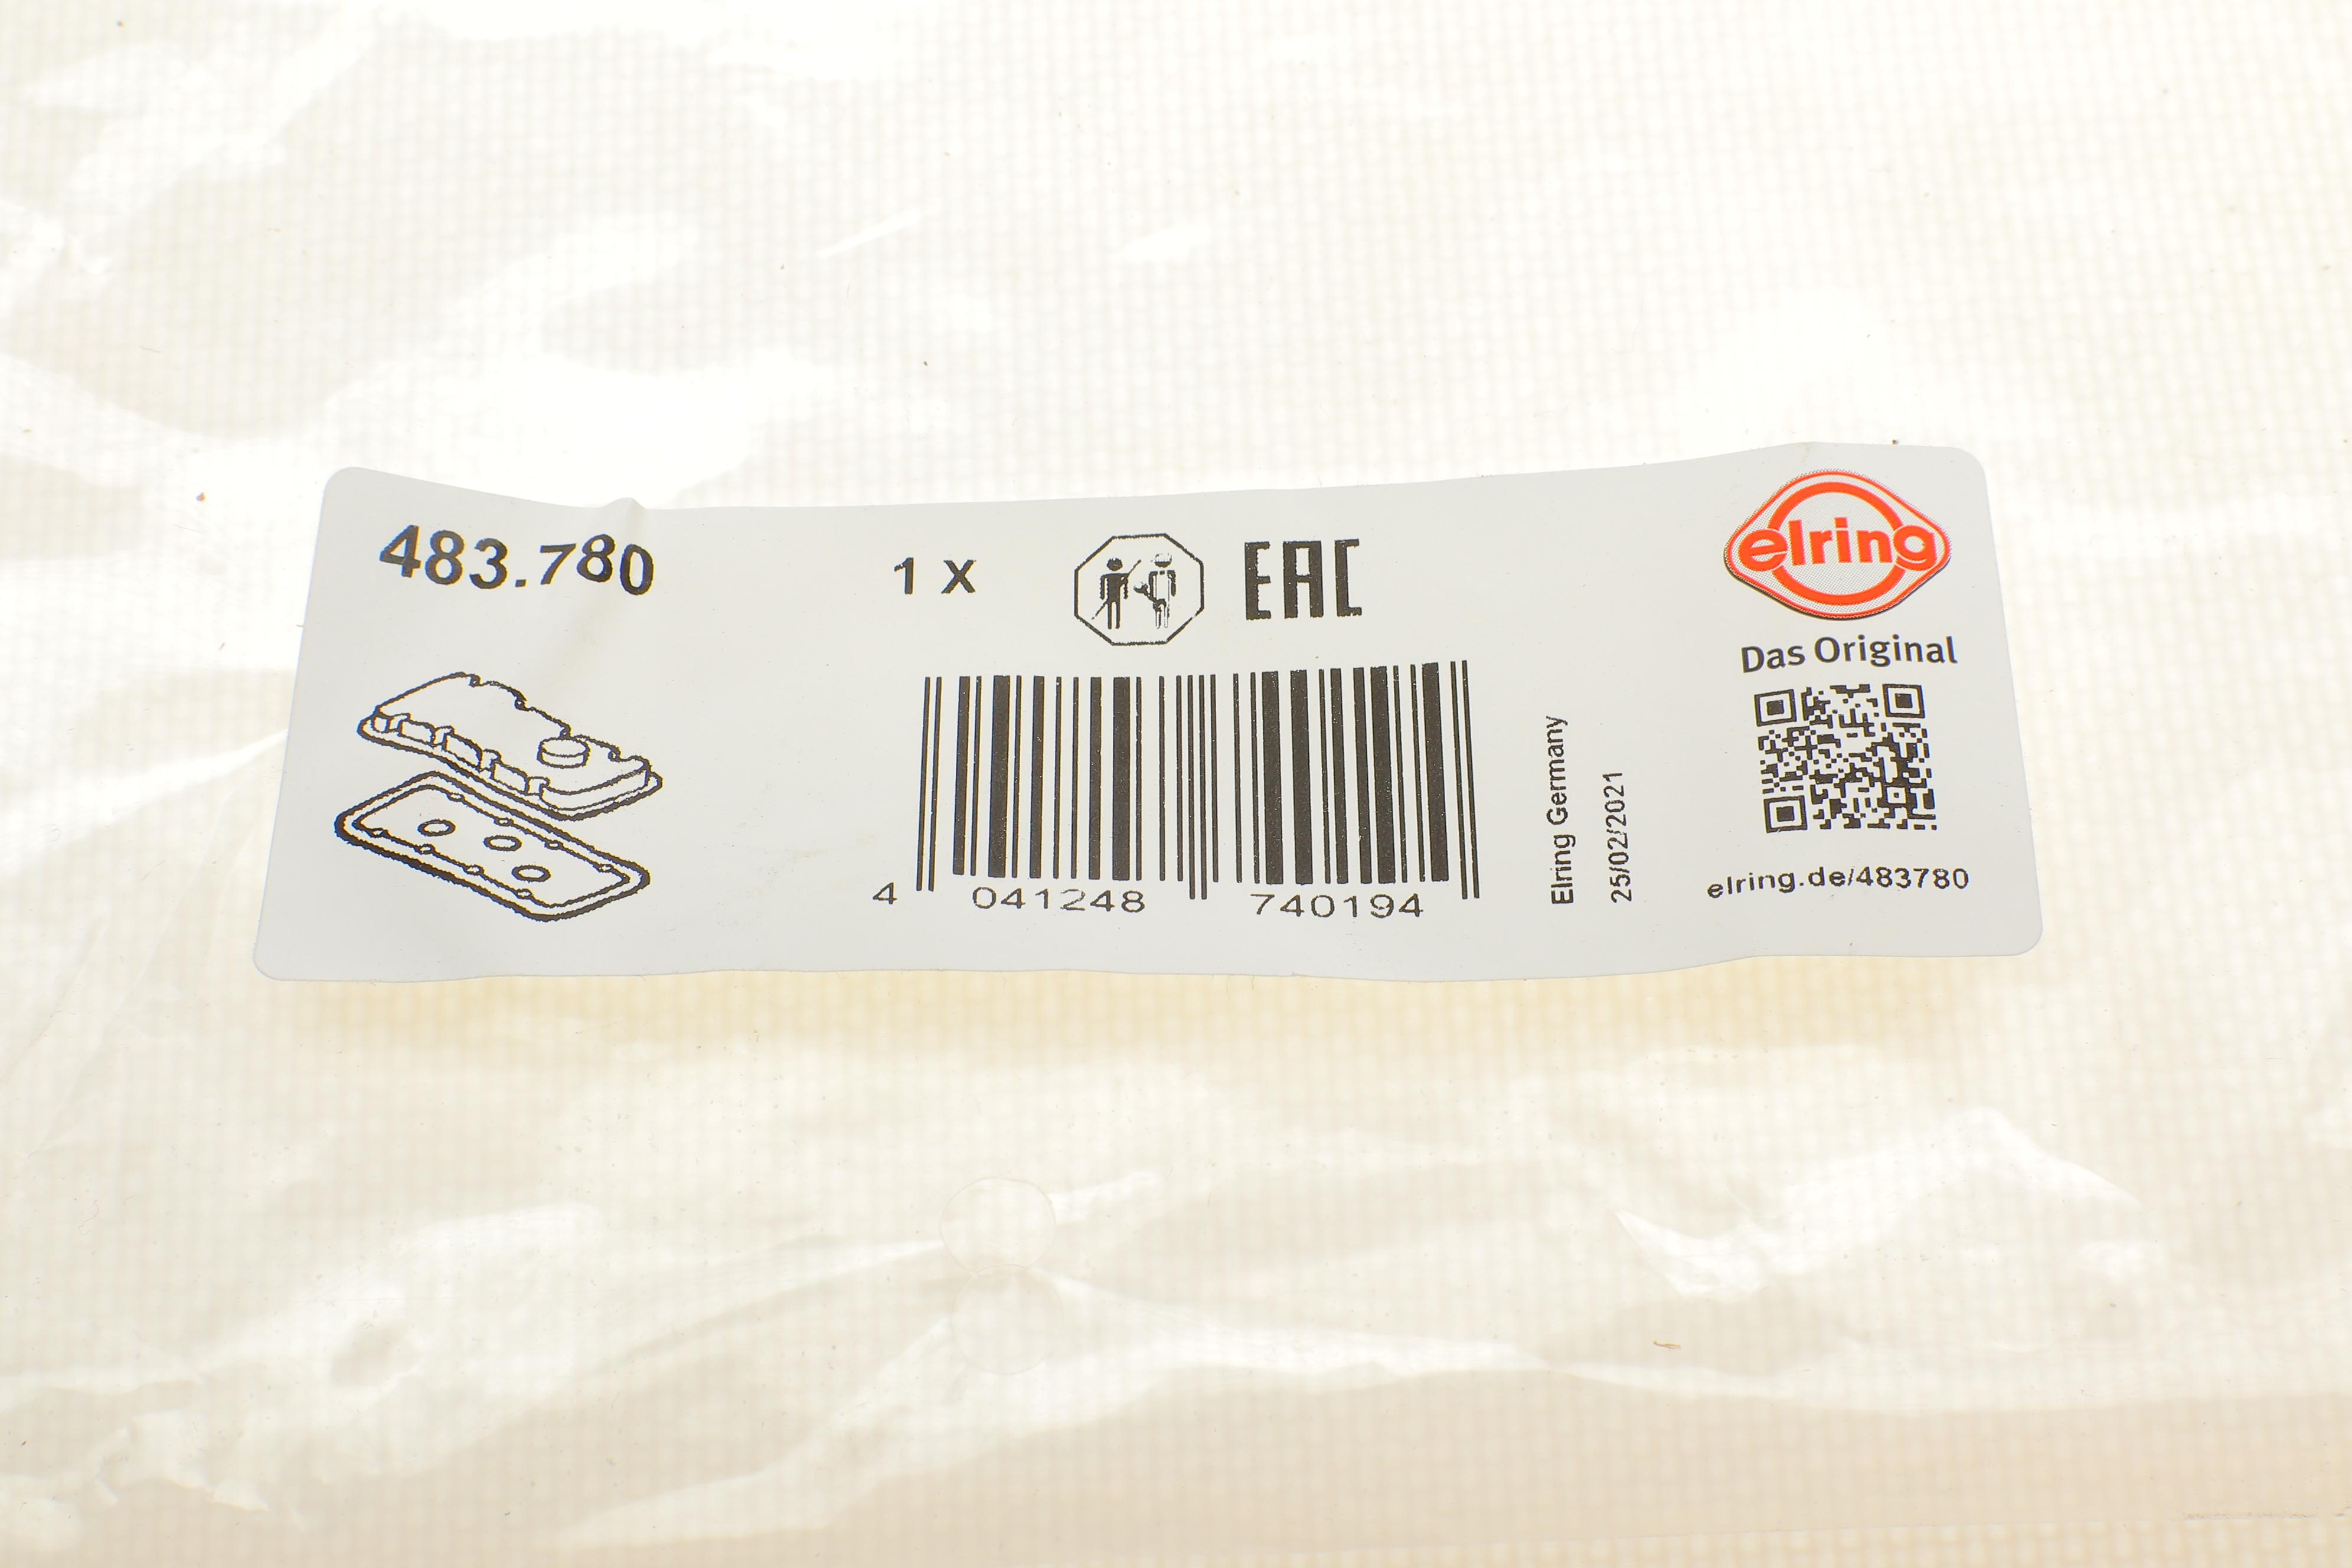 483.780
1 X
EAC
elring
Das Original
4 041248 740194
Elring Germany
25/02/2021
elring.de/483780